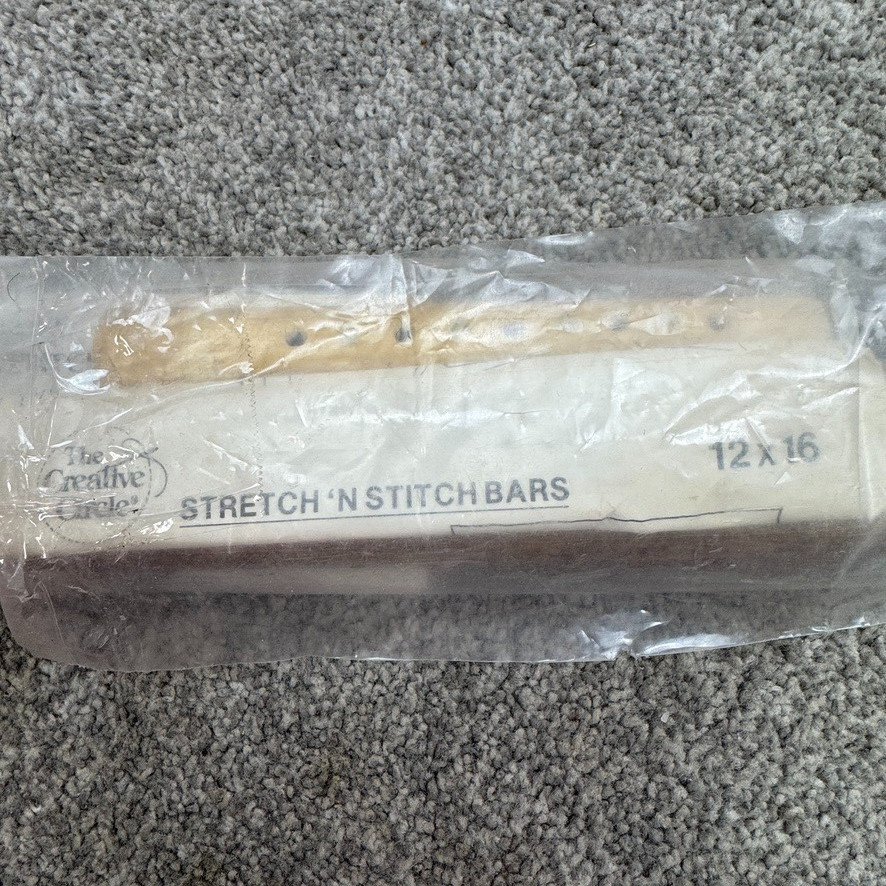 The
Creative
Circle®
STRETCH 'N STITCH BARS
12 x 16